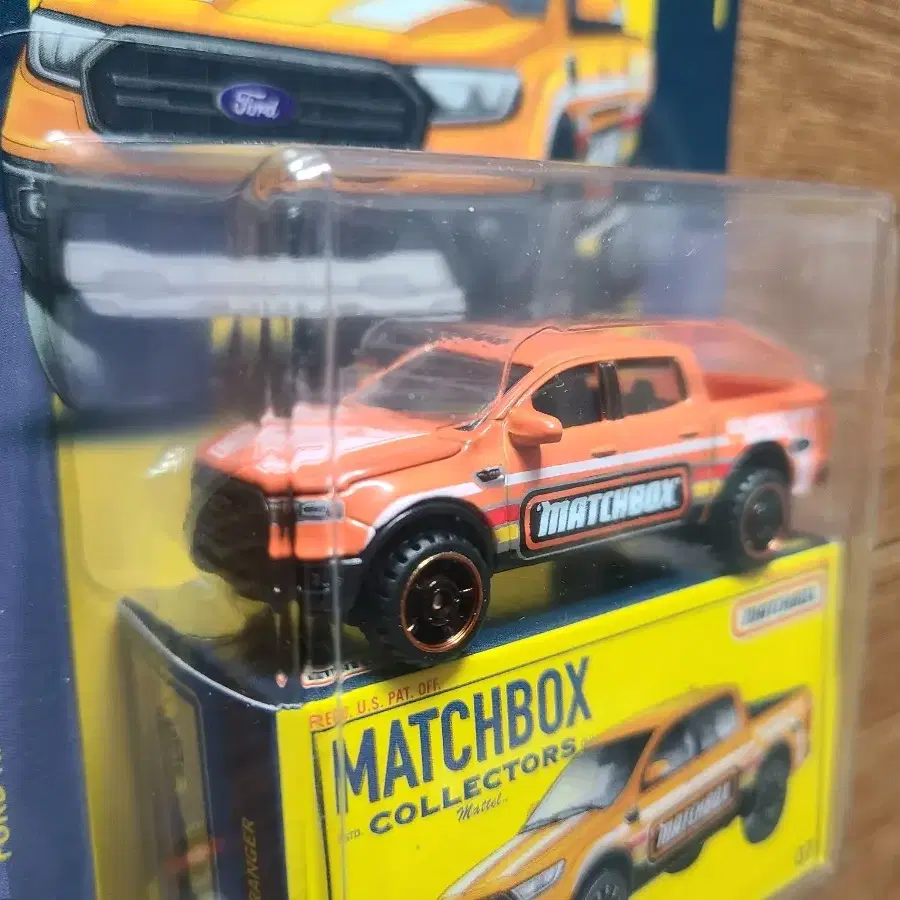 Ford
MATCHBOX
MATCHBOX
REG. U.S. PAT. OFF.
MATCHBOX
COLLECTORS
Mattel
MATCHBOX
RANGER